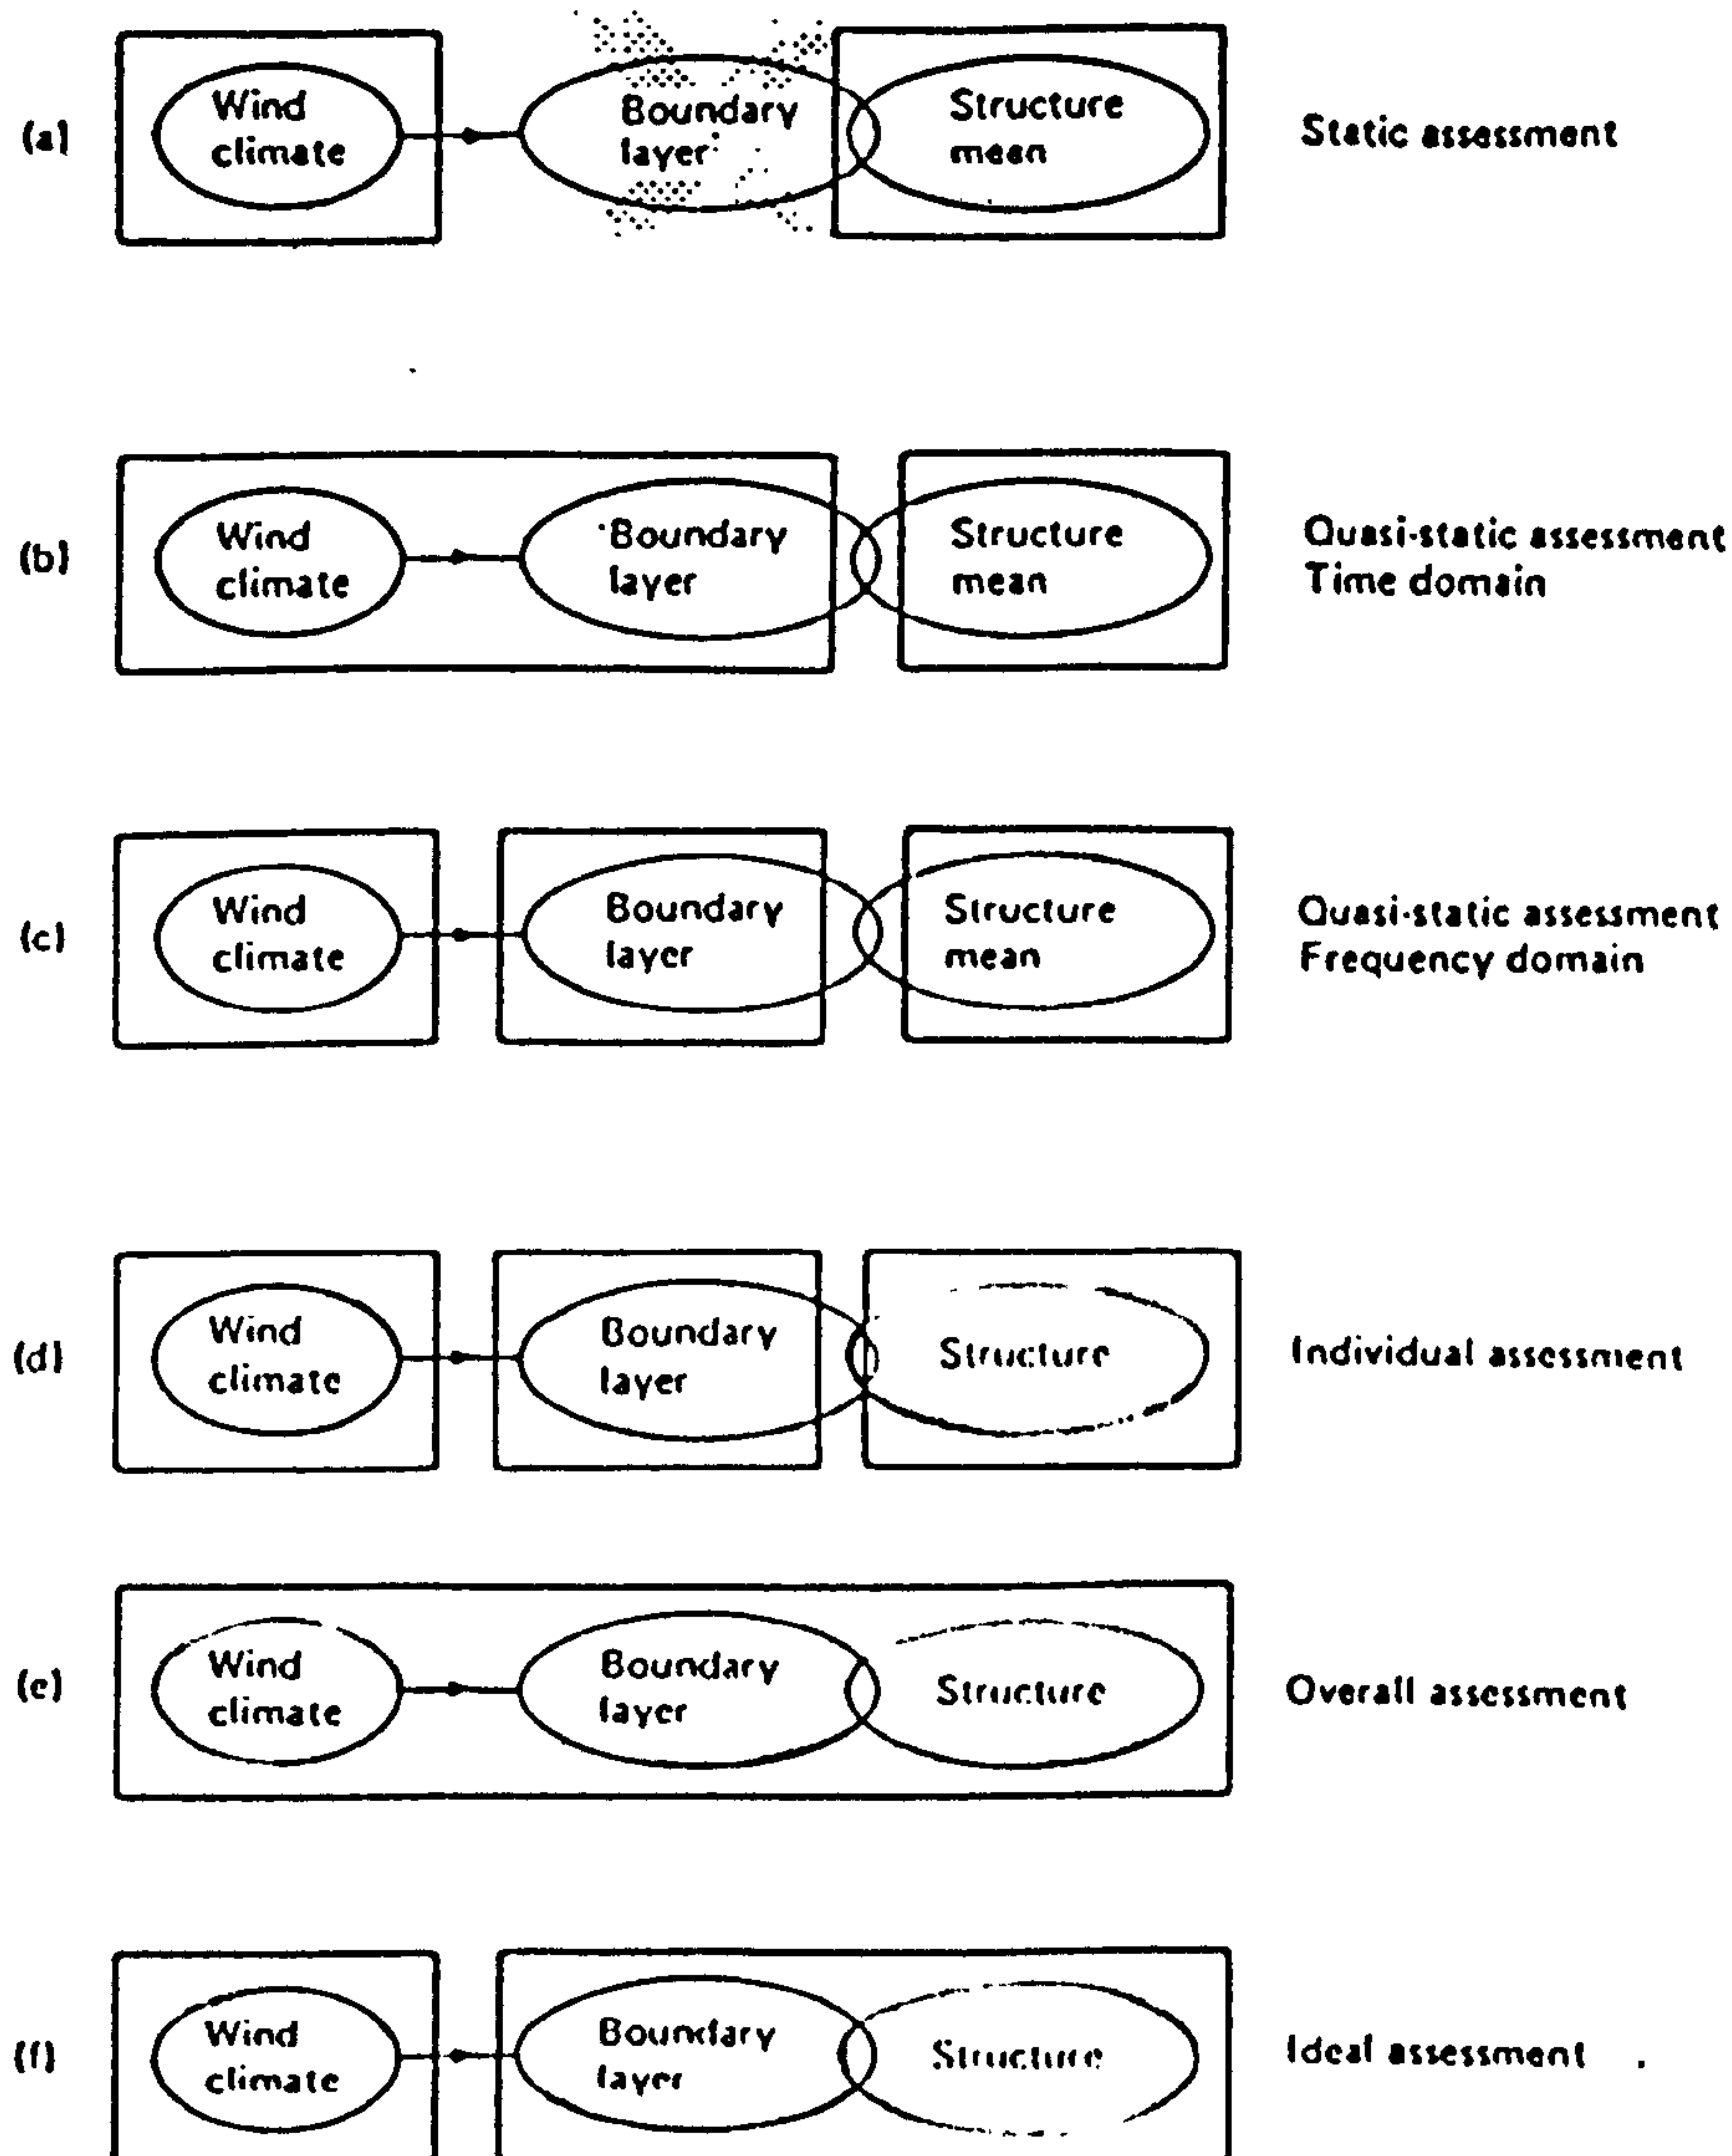 (a)
Wind
climate
Boundary
layer
Structure
mean
Static assessment
(b)
Wind
climate
Boundary
layer
Structure
mean
Quasi-static assessment
Time domain
(c)
Wind
climate
Boundary
layer
Structure
mean
Quasi-static assessment
Frequency domain
(d)
Wind
climate
Boundary
layer
Structure
Individual assessment
(e)
Wind
climate
Boundary
layer
Structure
Overall assessment
(f)
Wind
climate
Boundary
layer
Structure
Ideal assessment